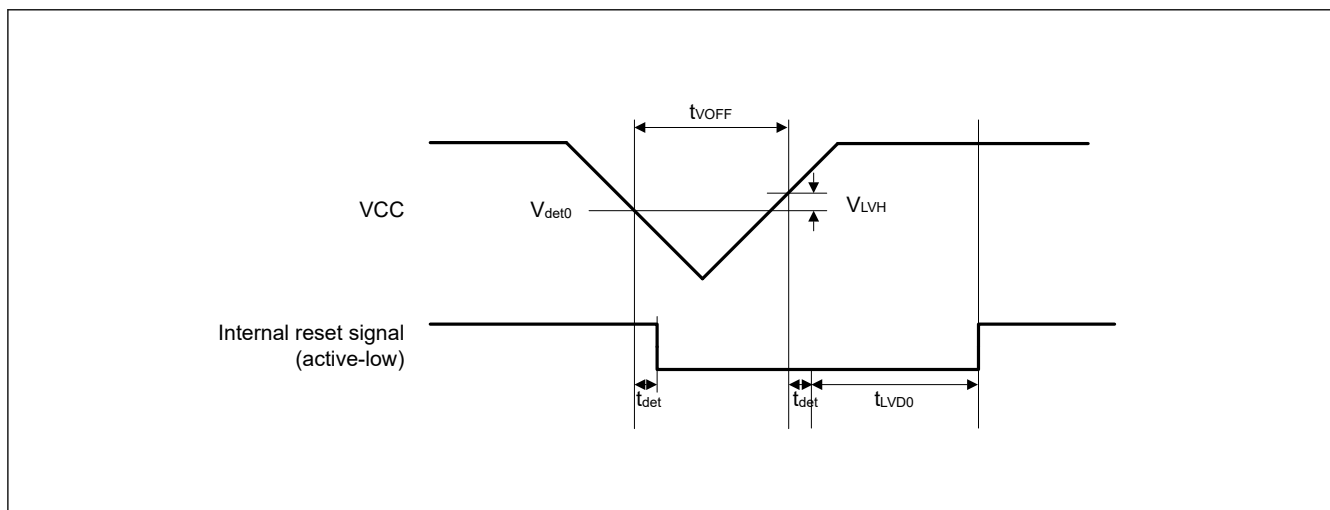 tVOFF
VCC
Vdet0
VLVH
Internal reset signal
(active-low)
tdet
tdet
tLVD0